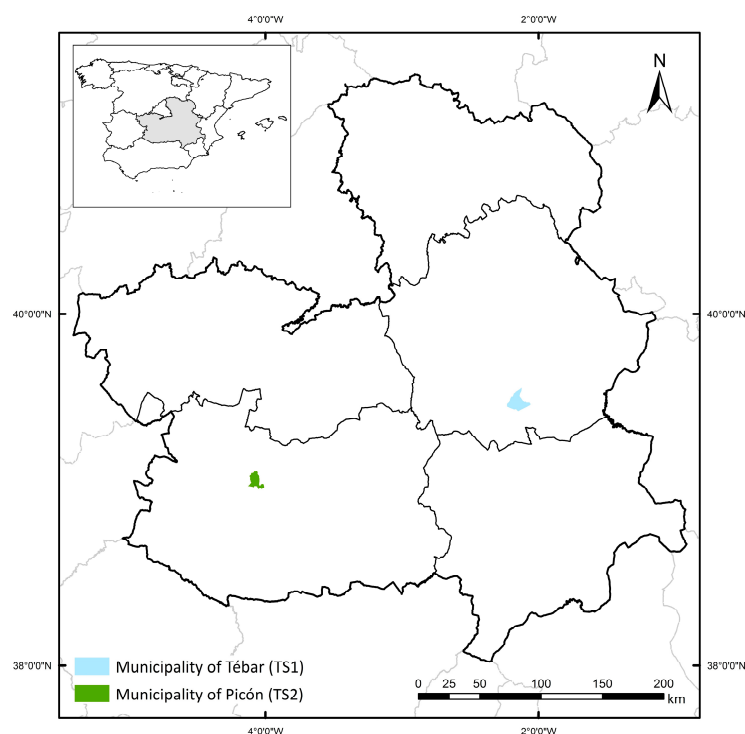 4°0'0"W 2°0'0"W
N
40°0'0"N 40°0'0"N
38°0'0"N 38°0'0"N
Municipality of Tébar (TS1)
Municipality of Picón (TS2)
0 25 50 100 150 200
km
4°0'0"W 2°0'0"W